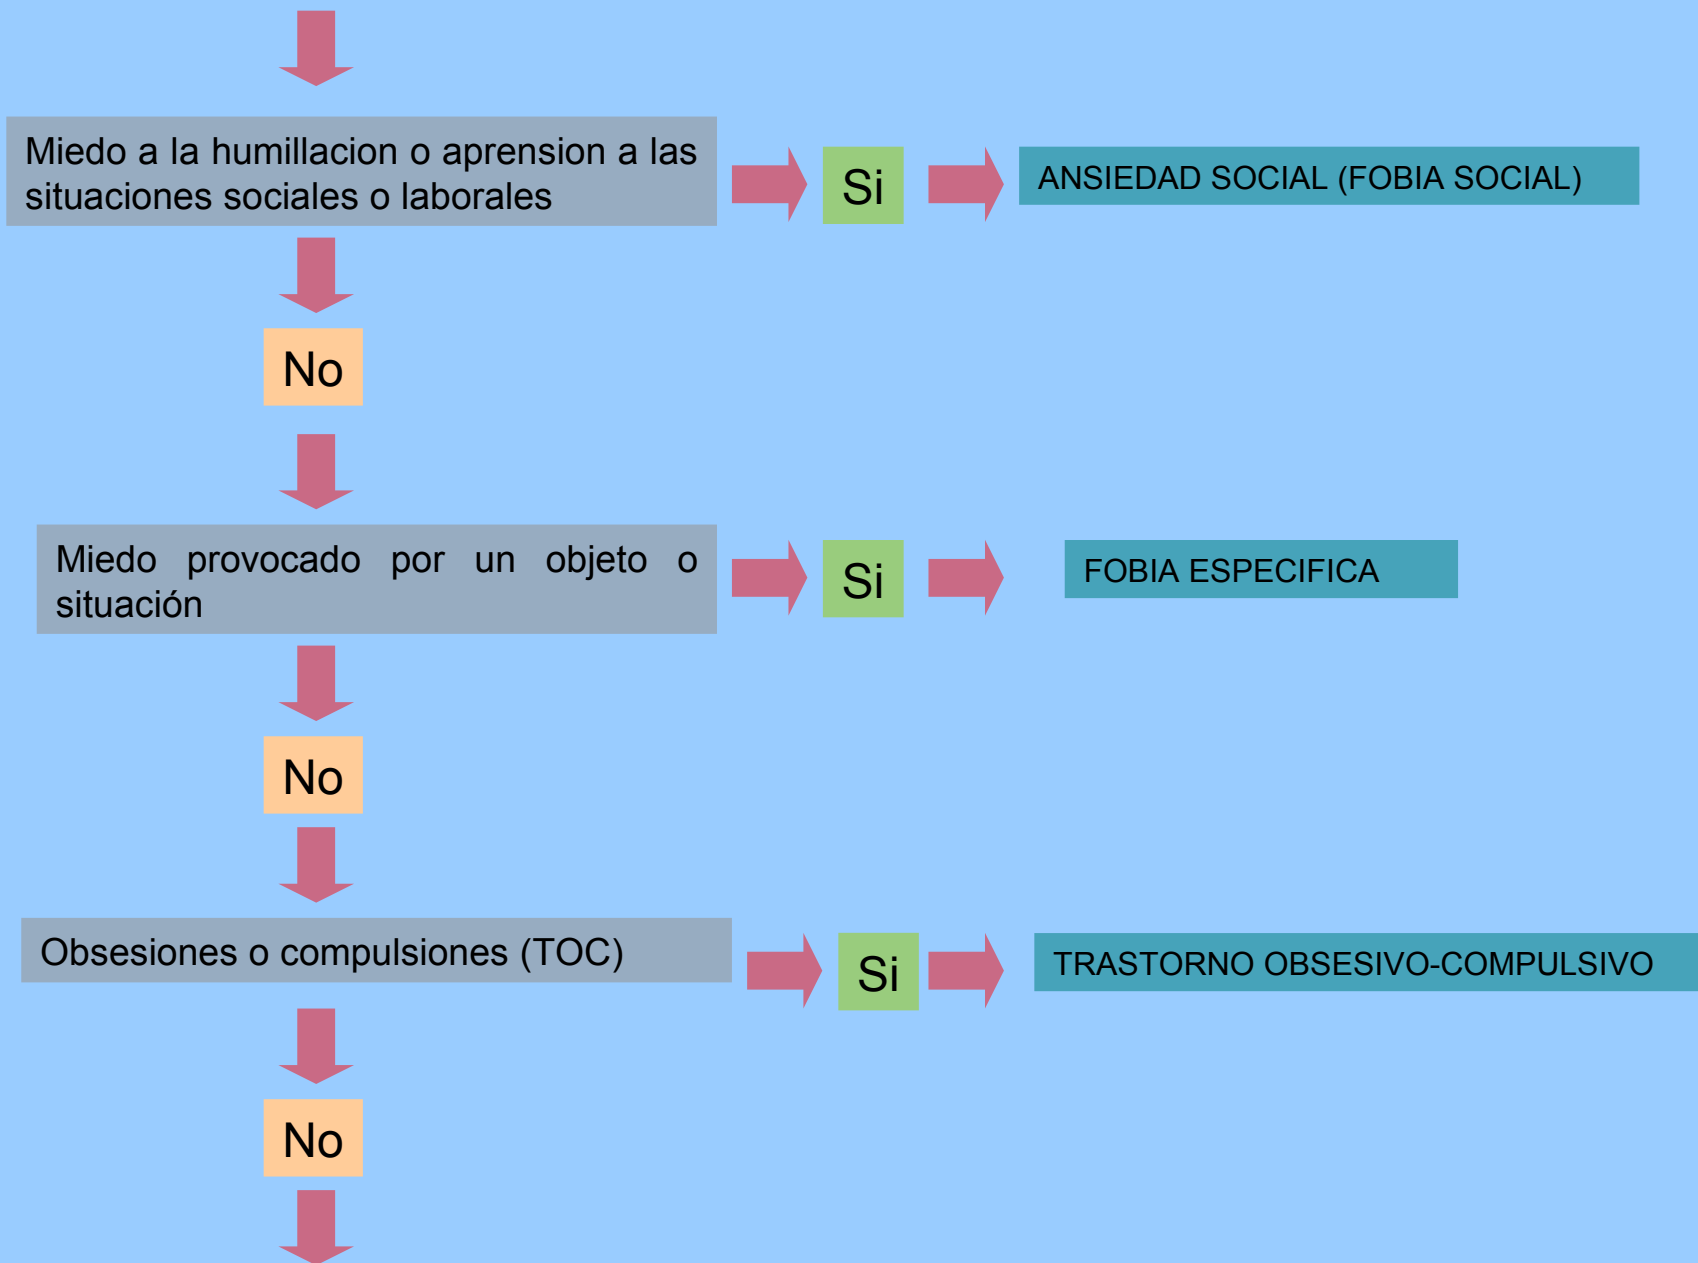 Miedo a la humillacion o aprension a las
situaciones sociales o laborales
Si
ANSIEDAD SOCIAL (FOBIA SOCIAL)
No
Miedo provocado por un objeto o
situación
Si
FOBIA ESPECIFICA
No
Obsesiones o compulsiones (TOC)
Si
TRASTORNO OBSESIVO-COMPULSIVO
No